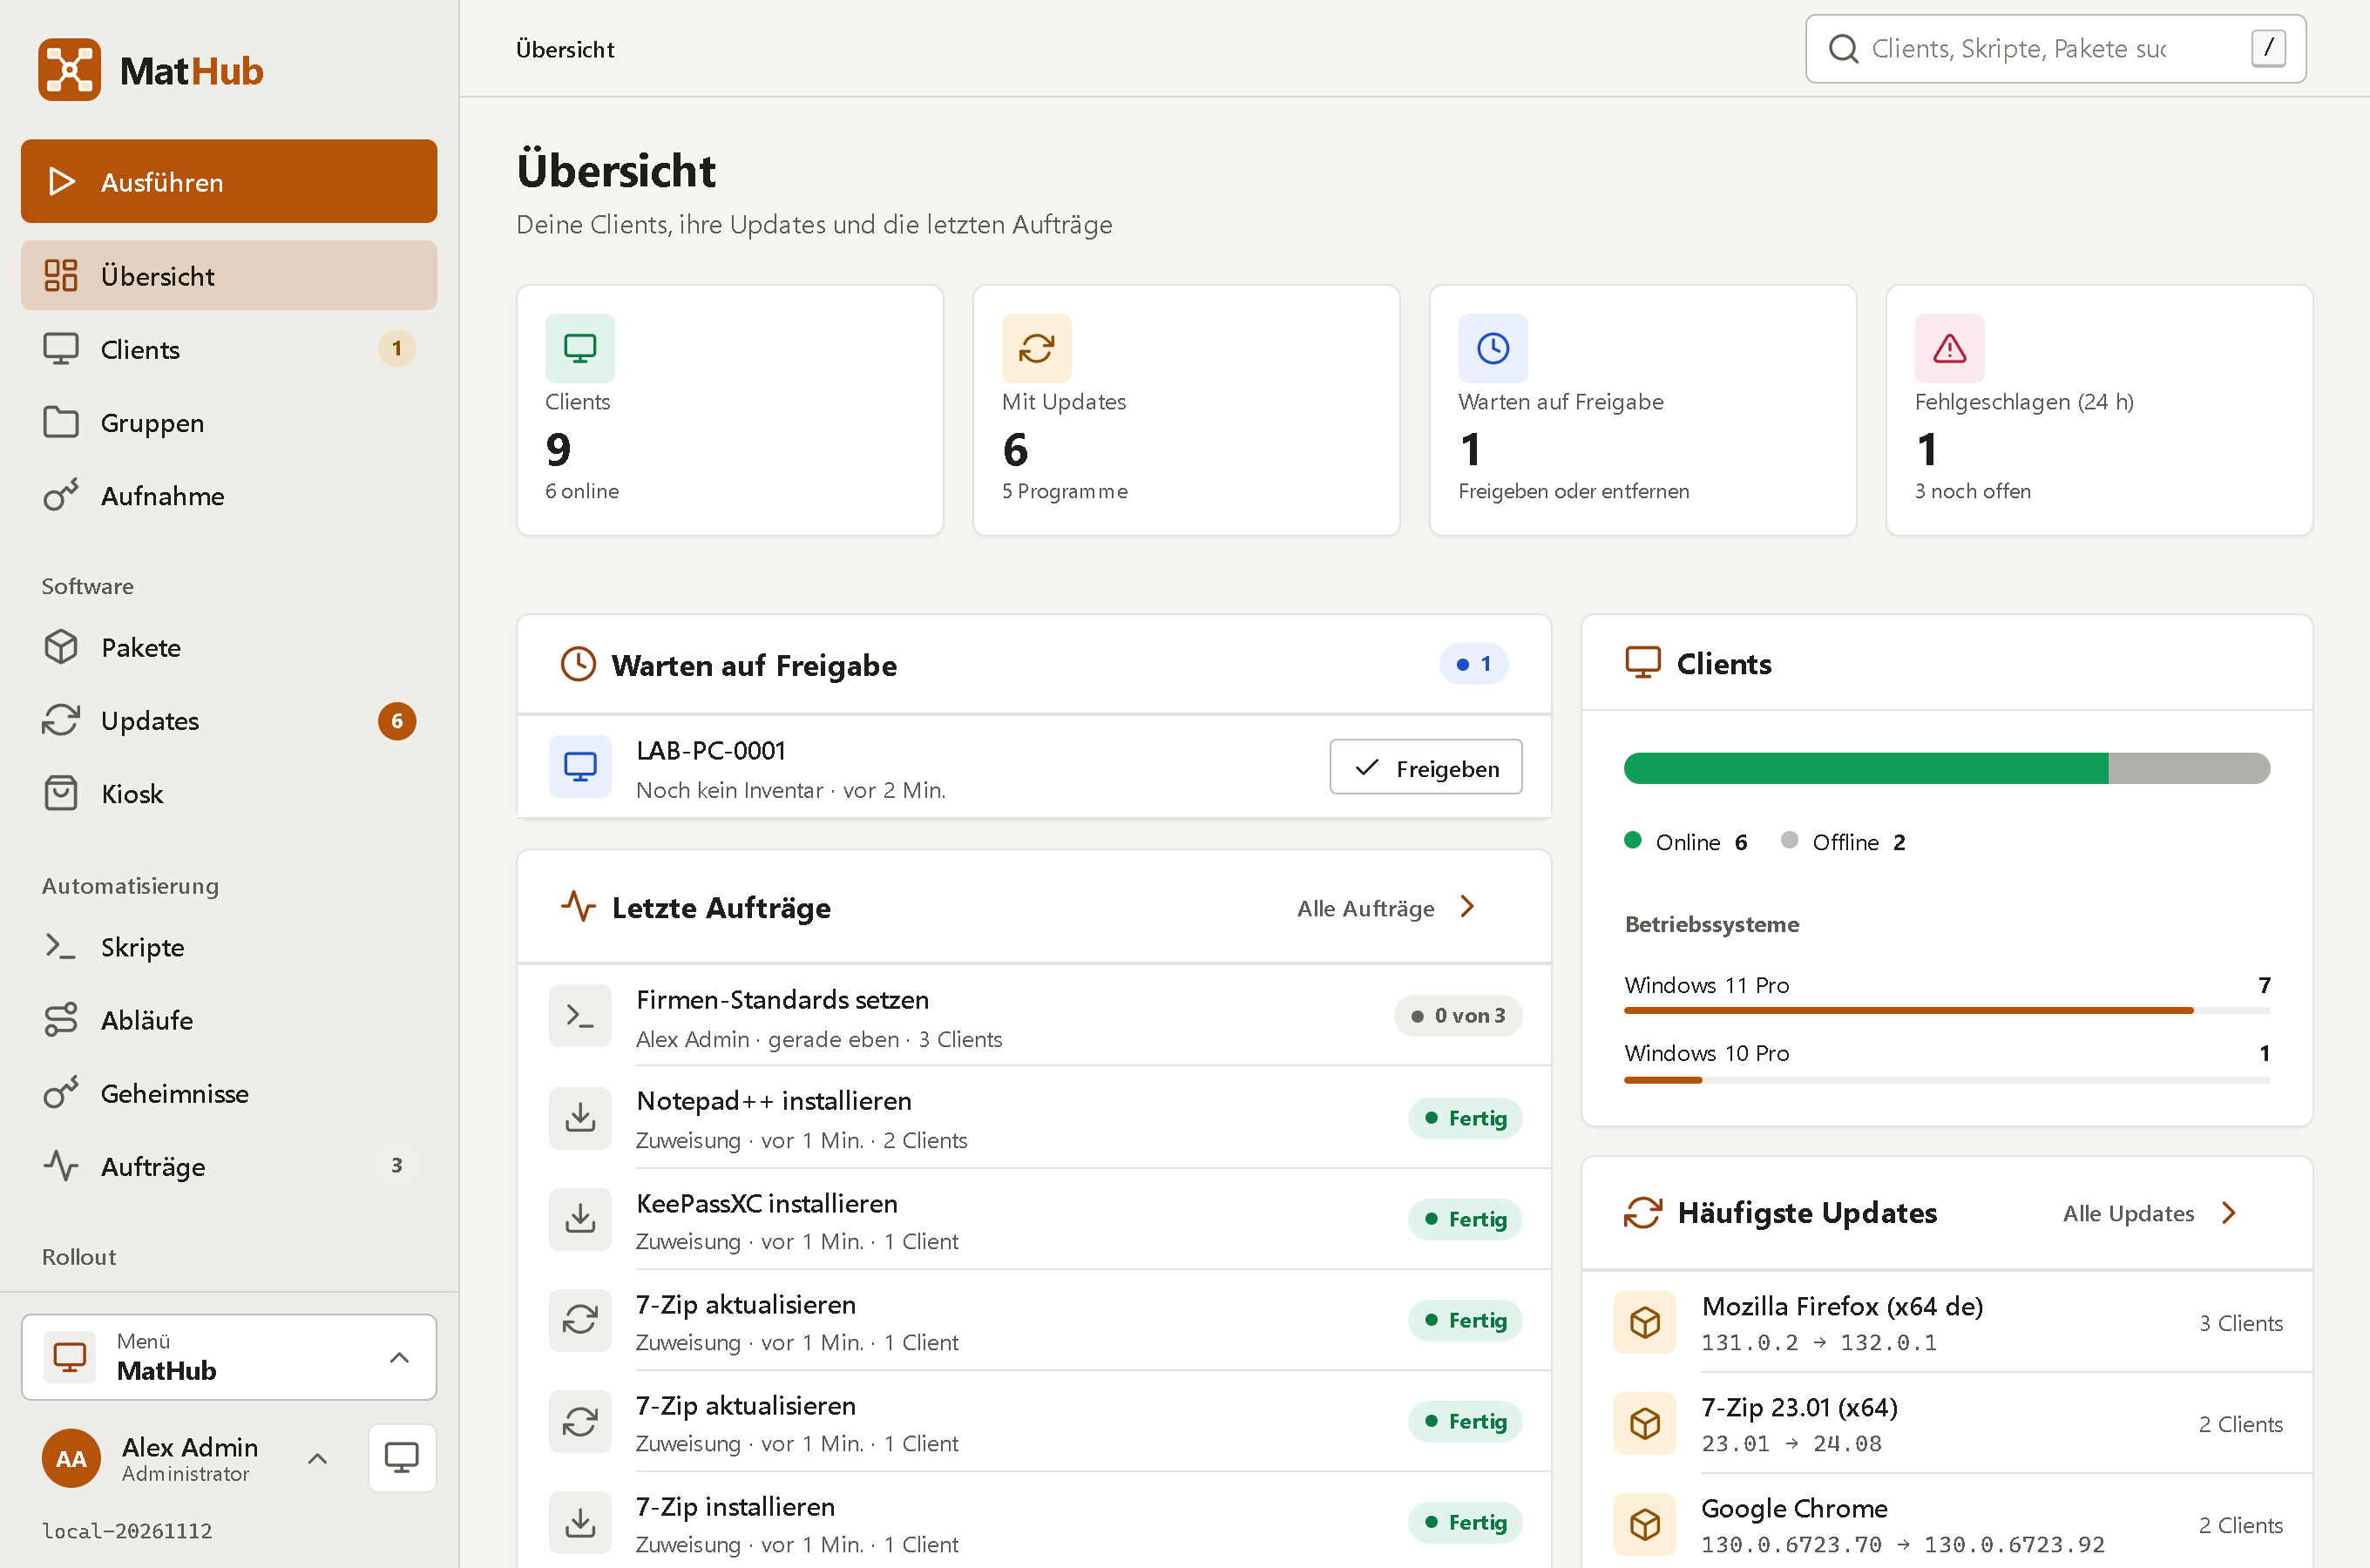 MatHub
Ausführen
Übersicht
Clients 1
Gruppen
Aufnahme
Software
Pakete
Updates 6
Kiosk
Automatisierung
Skripte
Abläufe
Geheimnisse
Aufträge 3
Rollout
Menü
MatHub
AA
Alex Admin
Administrator
local-20261112
Übersicht
Clients, Skripte, Pakete suc
/
Übersicht
Deine Clients, ihre Updates und die letzten Aufträge
Clients
9
6 online
Mit Updates
6
5 Programme
Warten auf Freigabe
1
Freigeben oder entfernen
Fehlgeschlagen (24 h)
1
3 noch offen
Warten auf Freigabe 1
LAB-PC-0001
Noch kein Inventar · vor 2 Min.
Freigeben
Letzte Aufträge
Alle Aufträge
Firmen-Standards setzen
Alex Admin · gerade eben · 3 Clients
0 von 3
Notepad++ installieren
Zuweisung · vor 1 Min. · 2 Clients
Fertig
KeePassXC installieren
Zuweisung · vor 1 Min. · 1 Client
Fertig
7-Zip aktualisieren
Zuweisung · vor 1 Min. · 1 Client
Fertig
7-Zip aktualisieren
Zuweisung · vor 1 Min. · 1 Client
Fertig
7-Zip installieren
Zuweisung · vor 1 Min. · 1 Client
Fertig
Clients
Online 6 Offline 2
Betriebssysteme
Windows 11 Pro 7
Windows 10 Pro 1
Häufigste Updates
Alle Updates
Mozilla Firefox (x64 de)
131.0.2 → 132.0.1
3 Clients
7-Zip 23.01 (x64)
23.01 → 24.08
2 Clients
Google Chrome
130.0.6723.70 → 130.0.6723.92
2 Clients